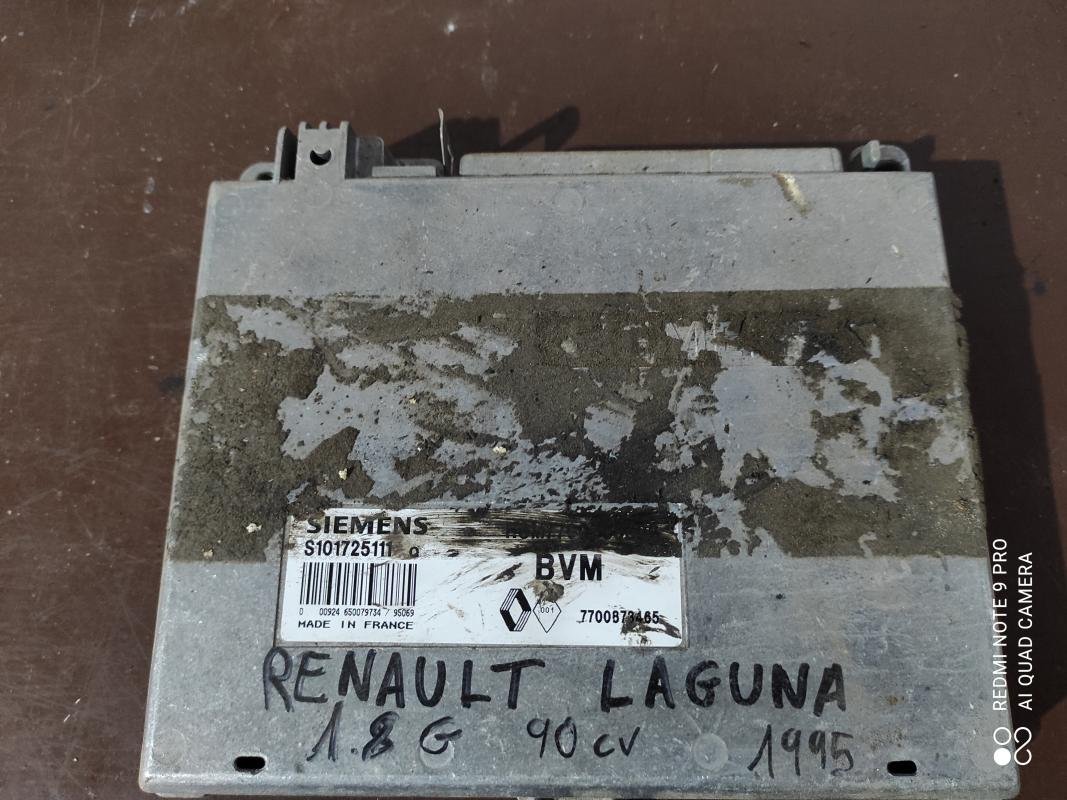 SIEMENS
S101725111 a
BVM
0 00924 650079734 / 95069
MADE IN FRANCE
.001
7700873465
RENAULT LAGUNA
1.8 G 90 cv 1995
REDMI NOTE 9 PRO
AI QUAD CAMERA